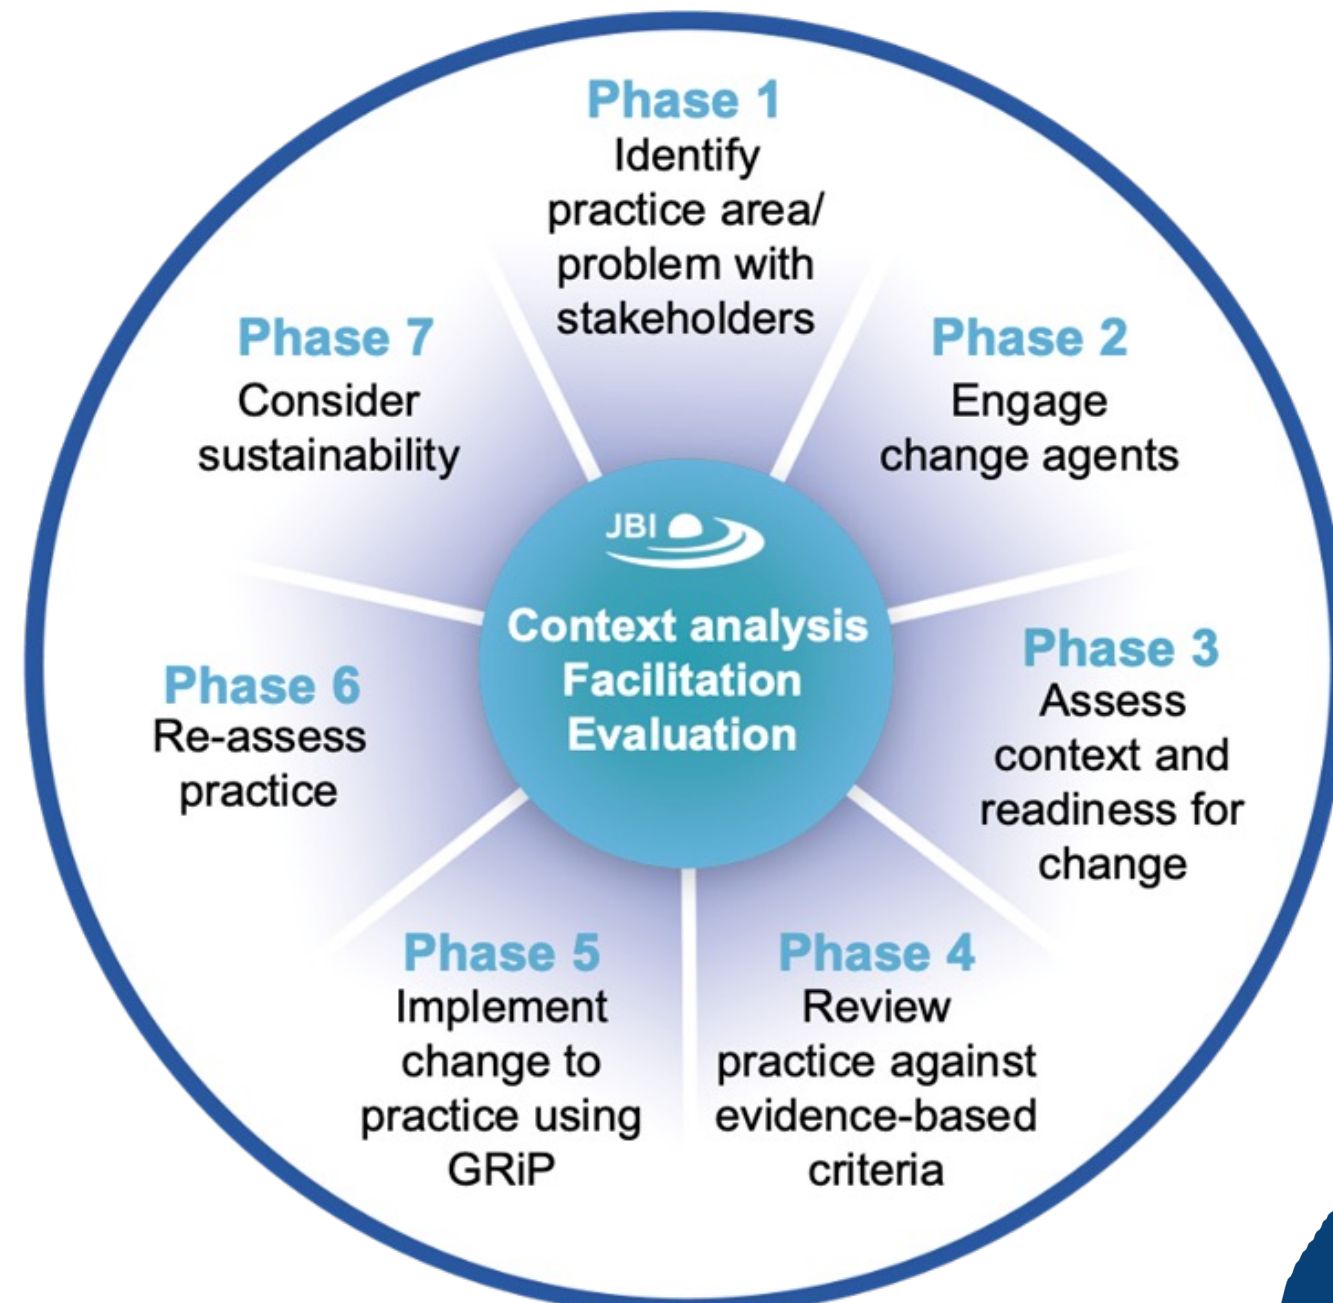 Phase 1
Identify
practice area/
problem with
stakeholders
Phase 2
Engage
change agents
Phase 3
Assess
context and
readiness for
change
Phase 4
Review
practice against
evidence-based
criteria
Phase 5
Implement
change to
practice using
GRiP
Phase 6
Re-assess
practice
Phase 7
Consider
sustainability
JBI
Context analysis
Facilitation
Evaluation